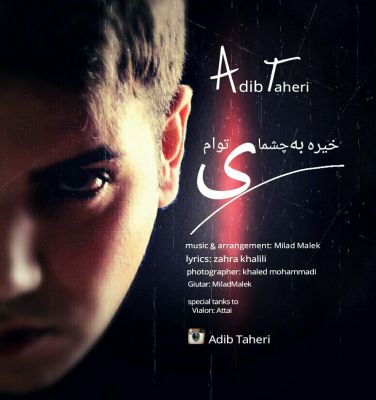 Adib Taheri
خیره به چشمای توام
music & arrangement: Milad Malek
lyrics: zahra khalili
photographer: khaled mohammadi
Giutar: MiladMalek
special tanks to
Vialon: Attai
Adib Taheri